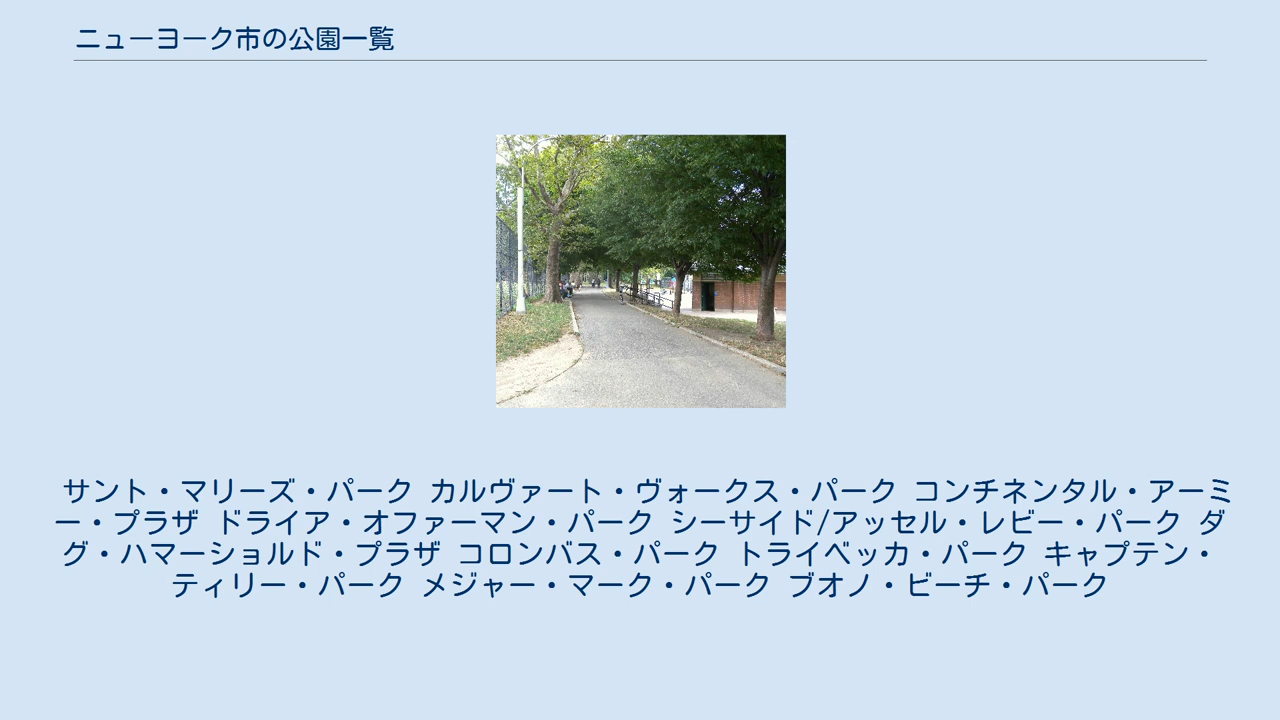 ニューヨーク市の公園一覧
サント・マリーズ・パーク カルヴァート・ヴォークス・パーク コンチネンタル・アーミ
ー・プラザ ドライア・オファーマン・パーク シーサイド/アッセル・レビー・パーク ダ
グ・ハマーショルド・プラザ コロンバス・パーク トライベッカ・パーク キャプテン・
ティリー・パーク メジャー・マーク・パーク ブオノ・ビーチ・パーク